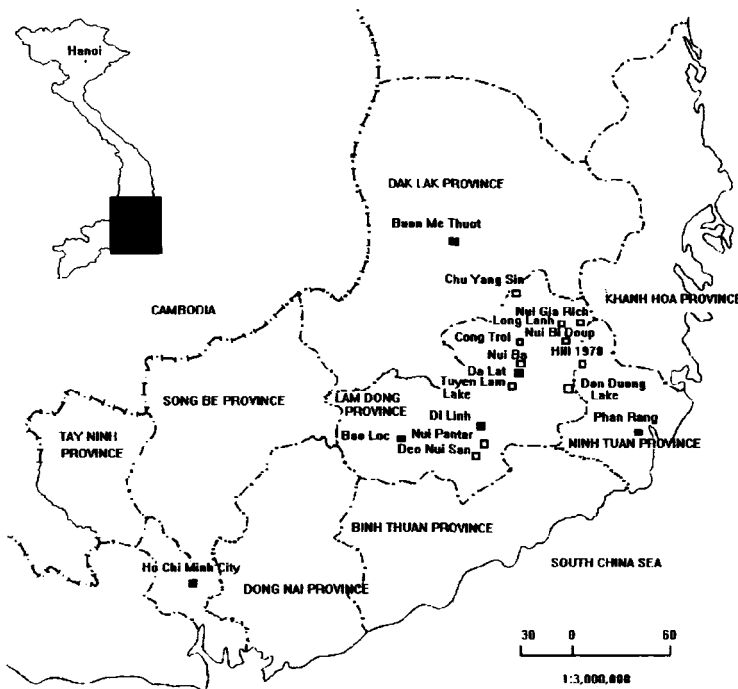 Hanoi
DAK LAK PROVINCE
Buon Me Thuot
Chu Yang Sin
CAMBODIA
KHANH HOA PROVINCE
Nui Gia Rich
Long Lanh
Nui Bi Doup
Cong Troi
Hill 1978
Nui Ba
Da Lat
Tuyen Lam
Lake
Dan Duong
Lake
SONG BE PROVINCE
LAM DONG
PROVINCE
TAY NINH
PROVINCE
Di Linh
Phan Rang
Bao Loc
Nui Pantar
NINH TUAN PROVINCE
Deo Nui San
BINH THUAN PROVINCE
SOUTH CHINA SEA
Ho Chi Minh City
DONG NAI PROVINCE
30 0 60
1:3,000,000